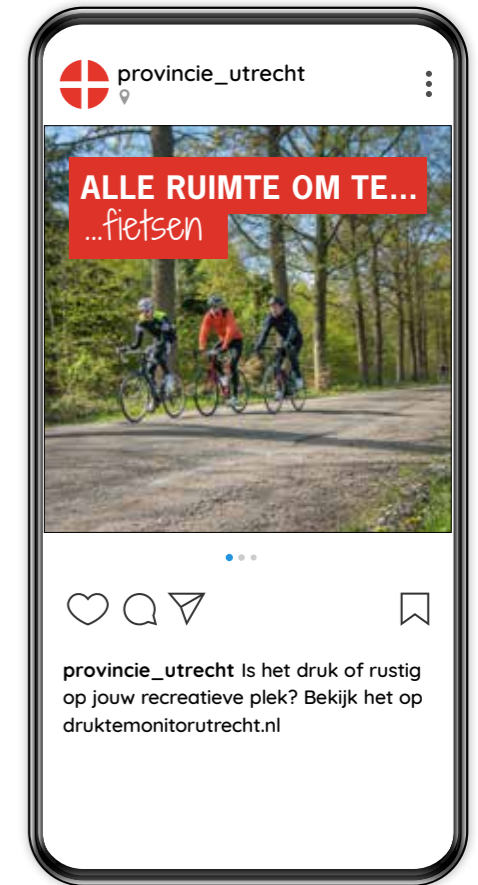 provincie_utrecht
ALLE RUIMTE OM TE...
...fietsen
provincie_utrecht Is het druk of rustig
op jouw recreatieve plek? Bekijk het op
druktemonitorutrecht.nl